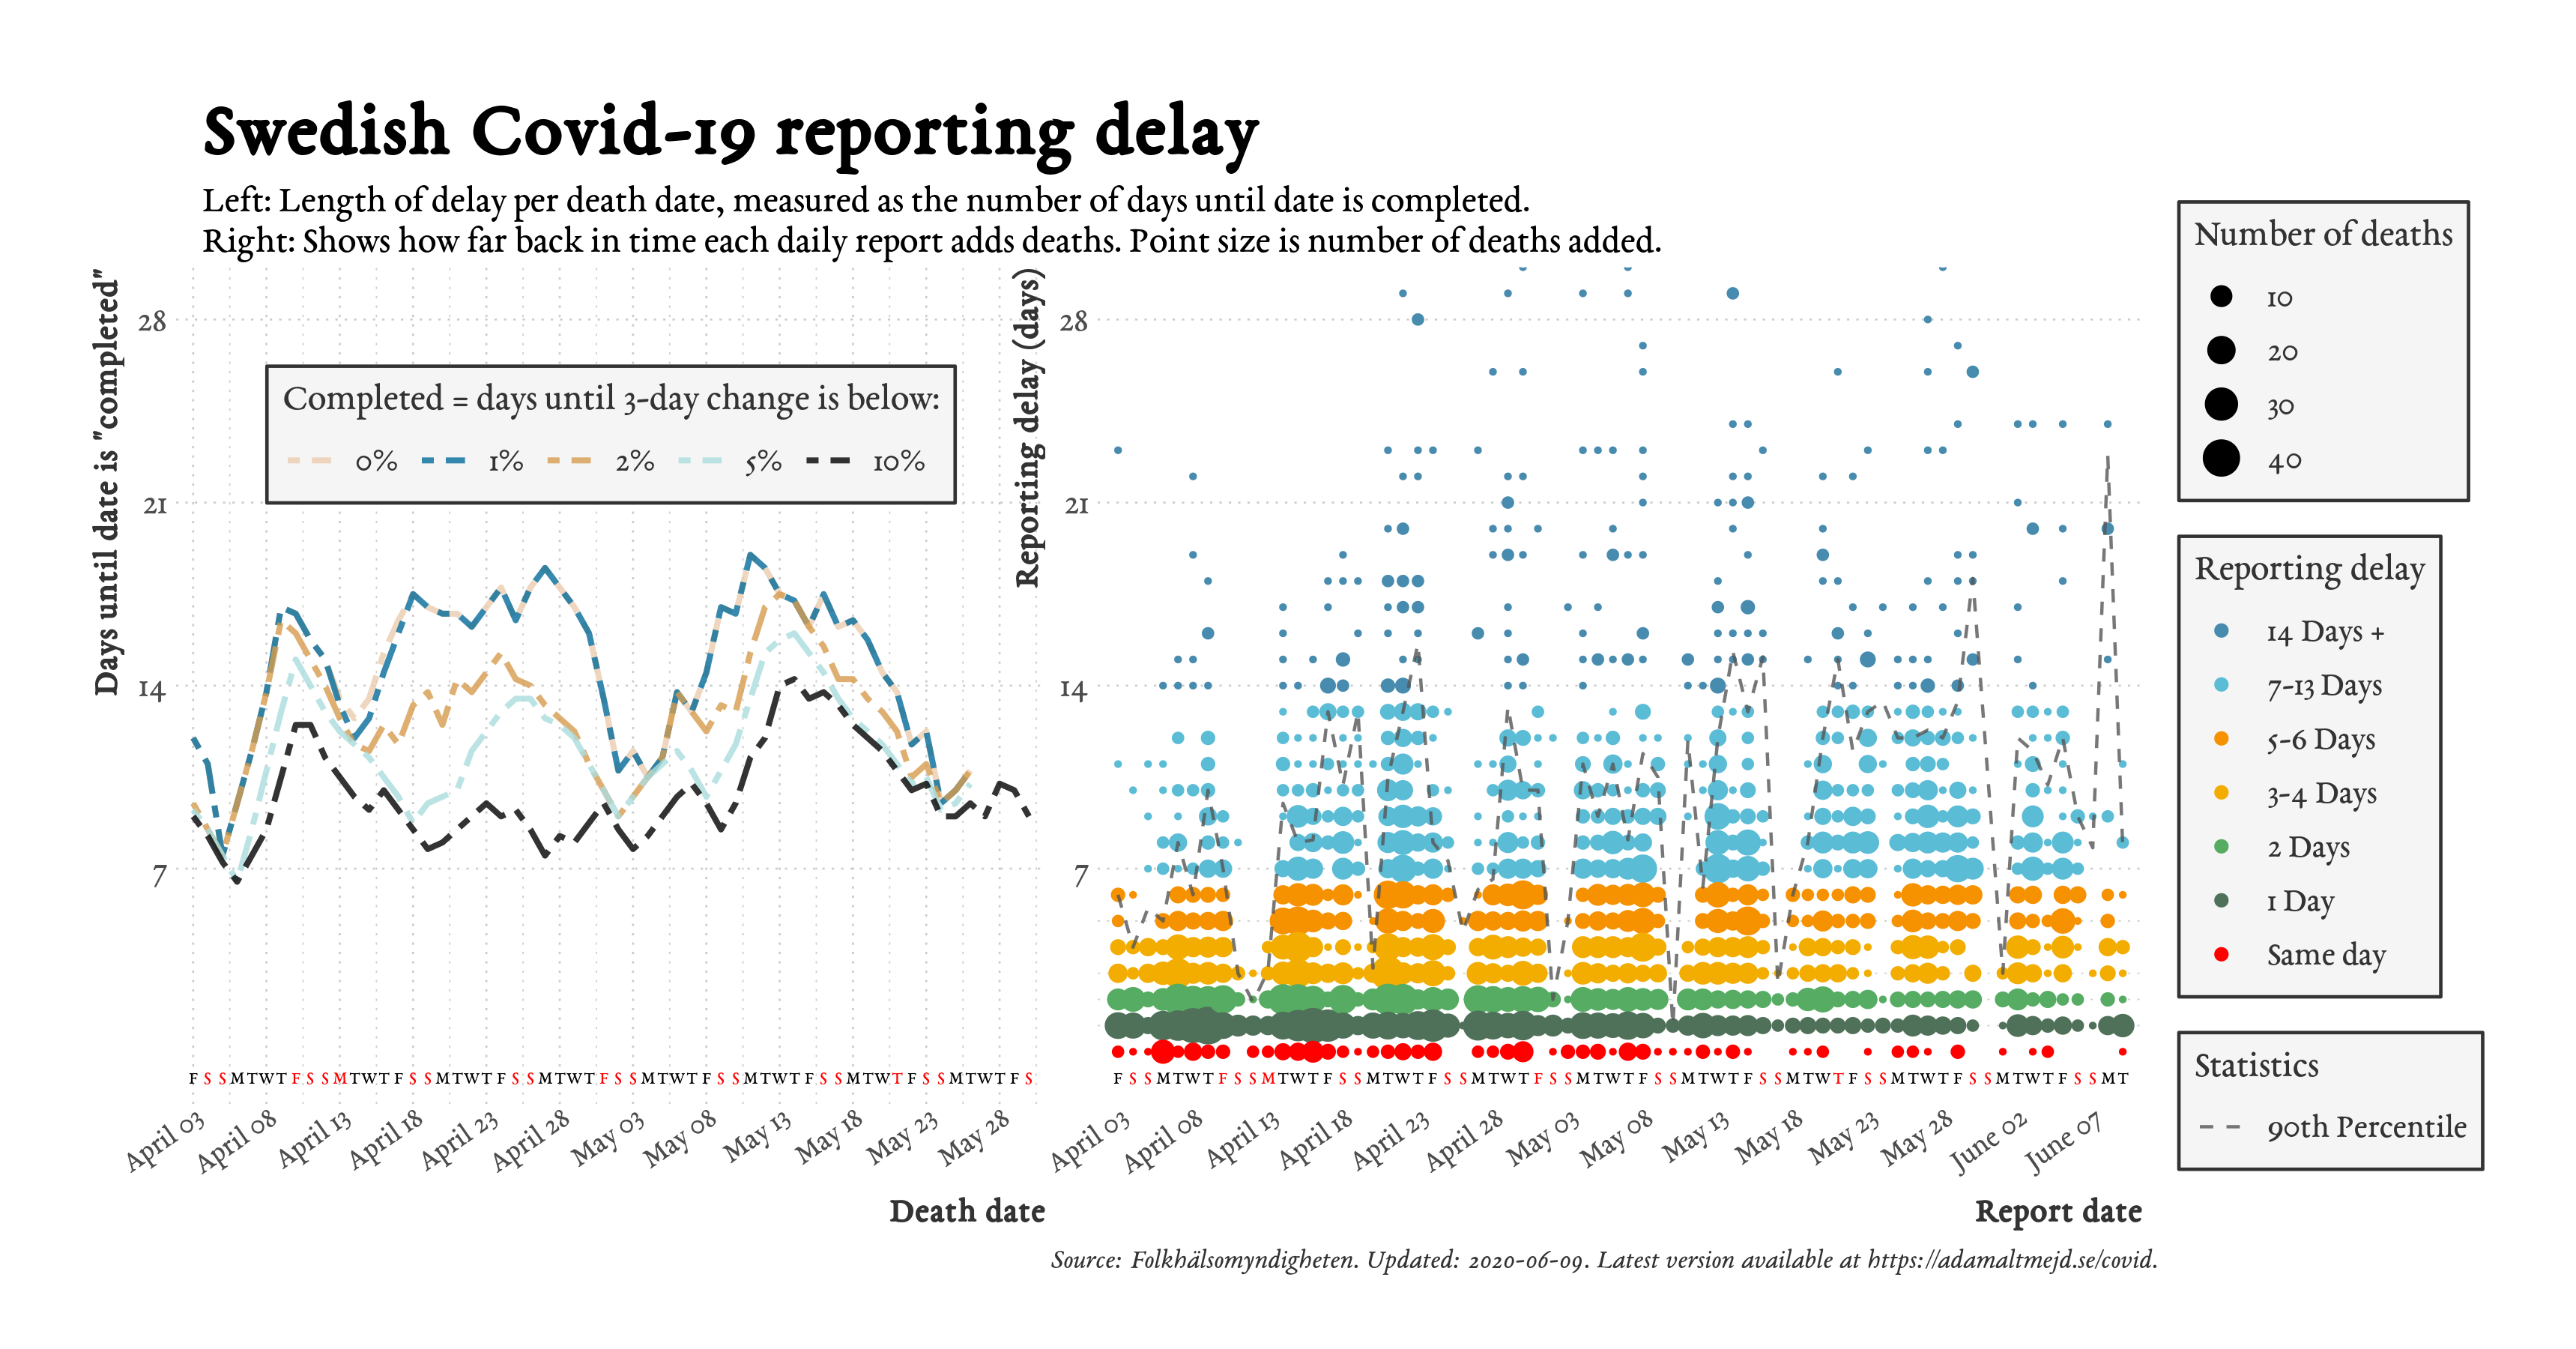 Swedish Covid-19 reporting delay
Left: Length of delay per death date, measured as the number of days until date is completed.
Right: Shows how far back in time each daily report adds deaths. Point size is number of deaths added.
Days until date is "completed"
28
21
14
7
Completed = days until 3-day change is below:
0% 1% 2% 5% 10%
F S S M T W T F S S M T W T F S S M T W T F S S M T W T F S S M T W T F S S M T W T F S S M T W T F S S M T W T F S
April 03 April 08 April 13 April 18 April 23 April 28 May 03 May 08 May 13 May 18 May 23 May 28
Death date
Reporting delay (days)
28
21
14
7
F S S M T W T F S S M T W T F S S M T W T F S S M T W T F S S M T W T F S S M T W T F S S M T W T F S S M T W T F S S M T W T F S S M T
April 03 April 08 April 13 April 18 April 23 April 28 May 03 May 08 May 13 May 18 May 23 May 28 June 02 June 07
Report date
Number of deaths
10
20
30
40
Reporting delay
14 Days +
7-13 Days
5-6 Days
3-4 Days
2 Days
1 Day
Same day
Statistics
90th Percentile
Source: Folkhälsomyndigheten. Updated: 2020-06-09. Latest version available at https://adamaltmejd.se/covid.